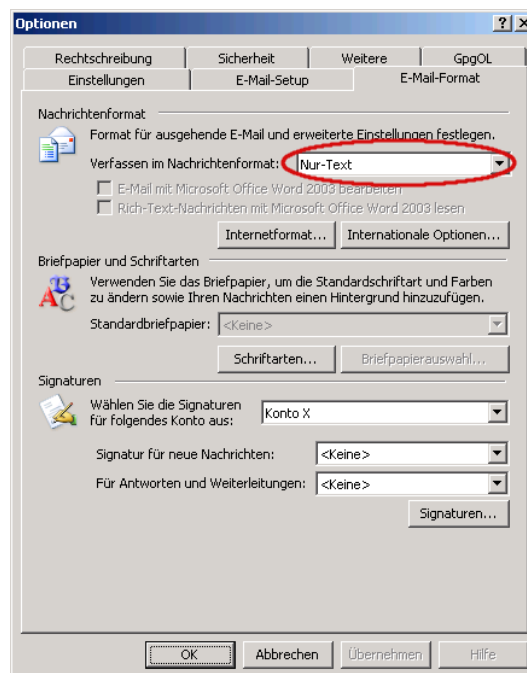 Optionen
Rechtschreibung Sicherheit Weitere GpgOL
Einstellungen E-Mail-Setup E-Mail-Format
Nachrichtenformat
Format für ausgehende E-Mail und erweiterte Einstellungen festlegen.
Verfassen im Nachrichtenformat: Nur-Text
E-Mail mit Microsoft Office Word 2003 bearbeiten
Rich-Text-Nachrichten mit Microsoft Office Word 2003 lesen
Internetformat... Internationale Optionen...
Briefpapier und Schriftarten
Verwenden Sie das Briefpapier, um die Standardschriftart und Farben
zu ändern sowie Ihren Nachrichten einen Hintergrund hinzuzufügen.
Standardbriefpapier: <Keine>
Schriftarten... Briefpapierauswahl...
Signaturen
Wählen Sie die Signaturen
für folgendes Konto aus: Konto X
Signatur für neue Nachrichten: <Keine>
Für Antworten und Weiterleitungen: <Keine>
Signaturen...
OK Abbrechen Übernehmen Hilfe